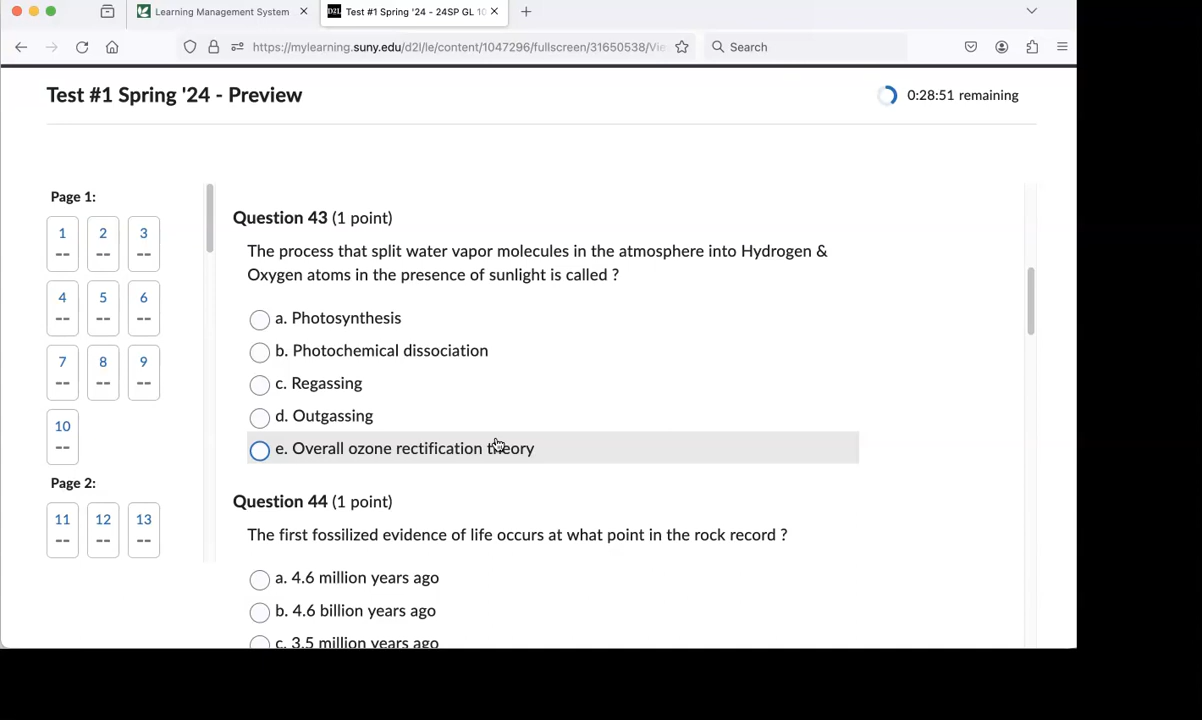 Learning Management System
Test #1 Spring '24 - 24SP GL 10
https://mylearning.suny.edu/d2l/le/content/1047296/fullscreen/31650538/Vie
Search
Test #1 Spring '24 - Preview
0:28:51 remaining
Page 1:
1 2 3
-- -- --
4 5 6
-- -- --
7 8 9
-- -- --
10
--
Page 2:
11 12 13
-- -- --
Question 43 (1 point)
The process that split water vapor molecules in the atmosphere into Hydrogen &
Oxygen atoms in the presence of sunlight is called ?
a. Photosynthesis
b. Photochemical dissociation
c. Regassing
d. Outgassing
e. Overall ozone rectification theory
Question 44 (1 point)
The first fossilized evidence of life occurs at what point in the rock record ?
a. 4.6 million years ago
b. 4.6 billion years ago
c. 3.5 million years ago